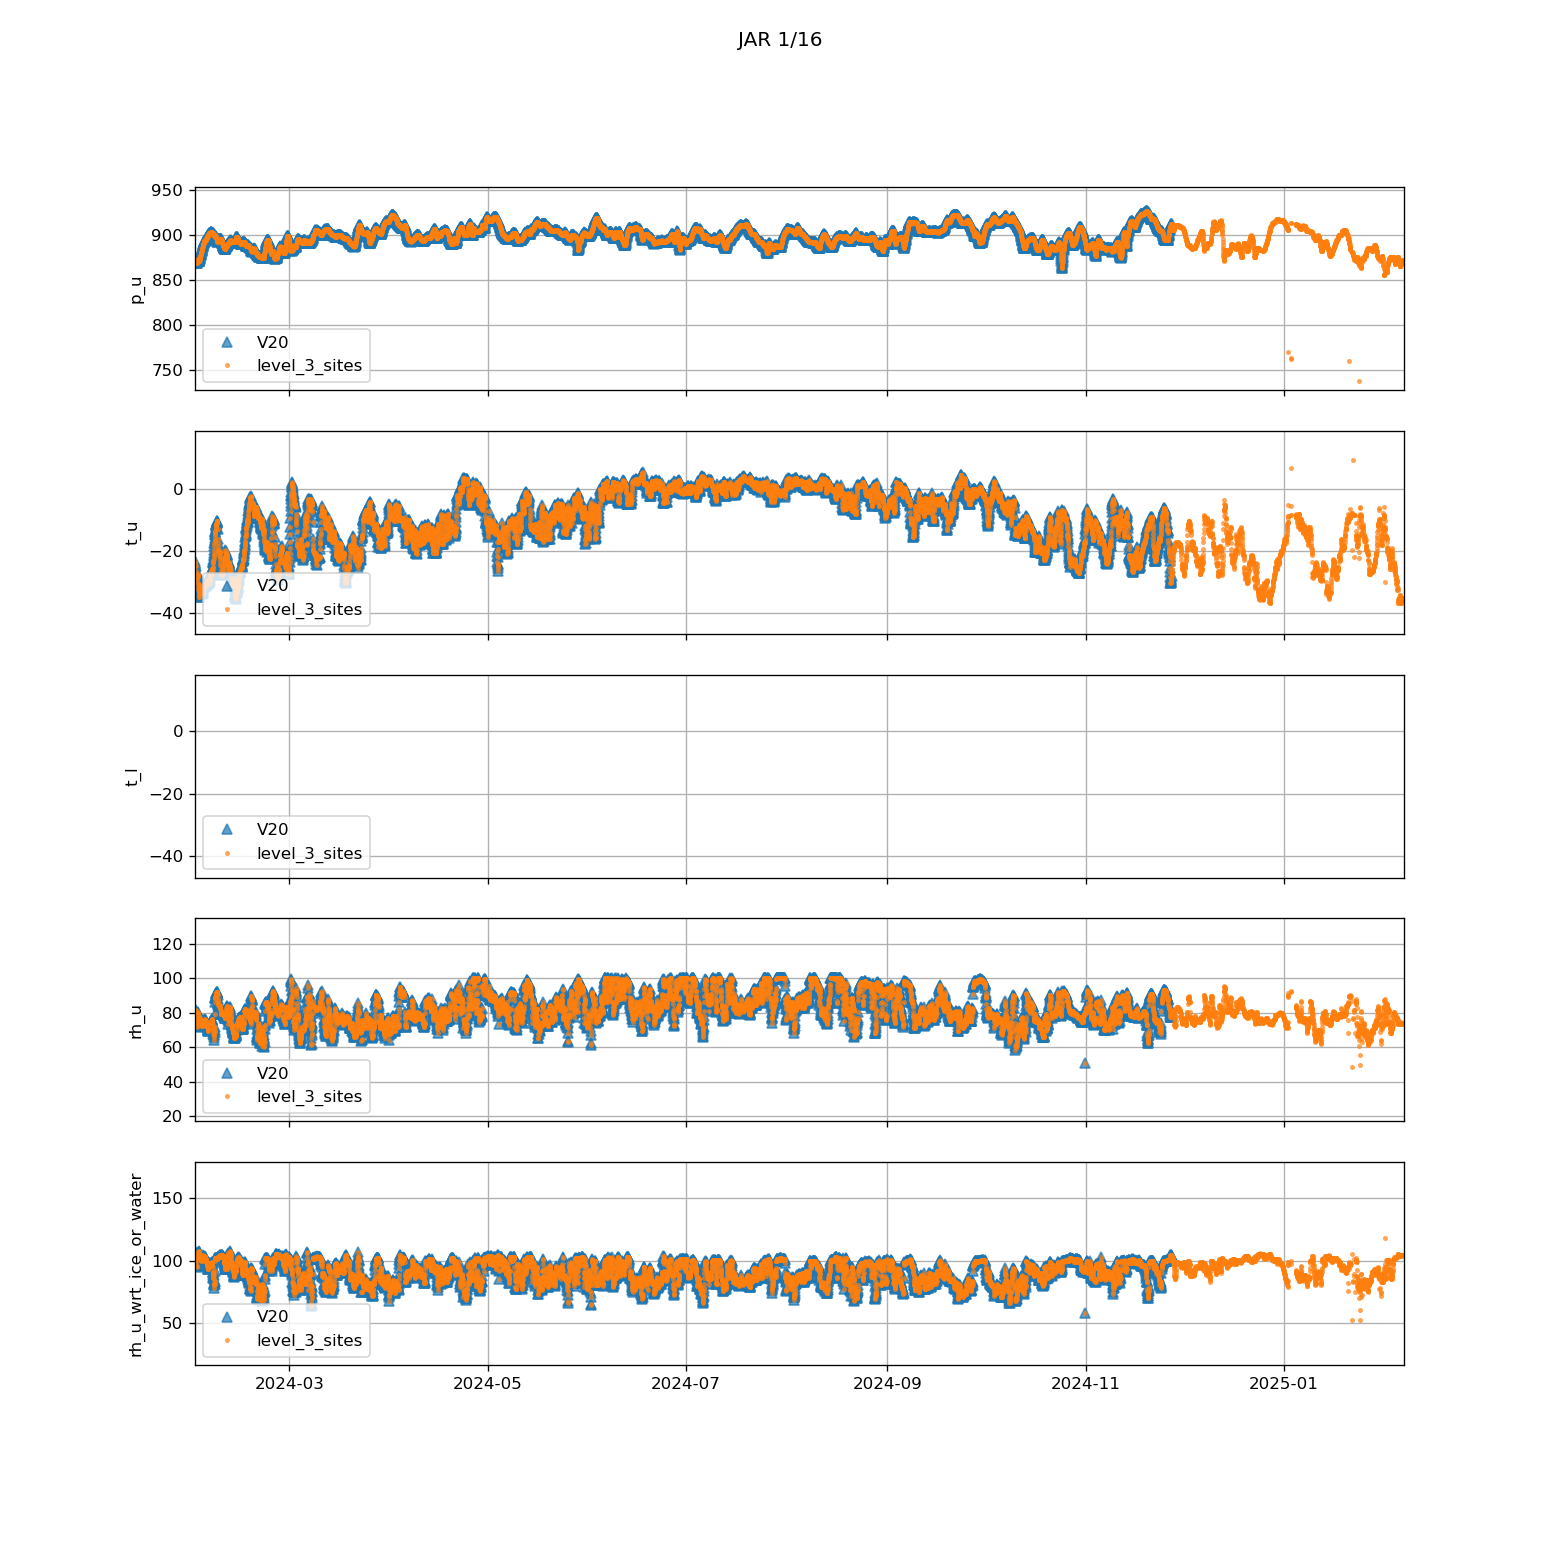 JAR 1/16
950
900
850
800
750
p_u
V20
level_3_sites
0
−20
−40
t_u
V20
level_3_sites
0
−20
−40
t_l
V20
level_3_sites
120
100
80
60
40
20
rh_u
V20
level_3_sites
150
100
50
rh_u_wrt_ice_or_water
V20
level_3_sites
2024-03 2024-05 2024-07 2024-09 2024-11 2025-01